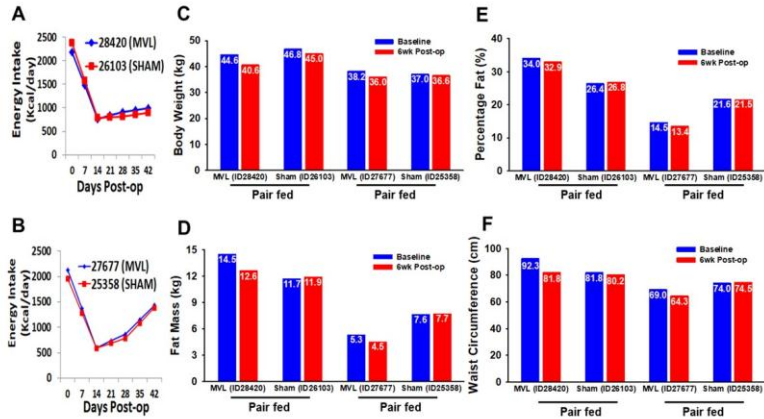 A
Energy Intake
(Kcal/day)
2500
2000
1500
1000
500
0
28420 (MVL)
26103 (SHAM)
0 7 14 21 28 35 42
Days Post-op
B
Energy Intake
(Kcal/day)
2500
2000
1500
1000
500
0
27677 (MVL)
25358 (SHAM)
0 7 14 21 28 35 42
Days Post-op
C
Body Weight
(kg)
50
40
30
20
10
0
Baseline
6wk Post-op
44.6 40.6 46.8 45.0 38.2 36.0 37.0 36.6
MVL (ID28420) Sham (ID26103) MVL (ID27677) Sham (ID25358)
Pair fed Pair fed
D
Fat Mass
(kg)
15
12
9
6
3
0
Baseline
6wk Post-op
14.5 12.6 11.7 11.9 5.3 4.5 7.6 7.7
MVL (ID28420) Sham (ID26103) MVL (ID27677) Sham (ID25358)
Pair fed Pair fed
E
Percentage Fat (%)
40
30
20
10
0
Baseline
6wk Post-op
34.0 32.9 26.4 26.8 14.5 13.4 21.6 21.5
MVL (ID28420) Sham (ID26103) MVL (ID27677) Sham (ID25358)
Pair fed Pair fed
F
Waist Circumference (cm)
100
80
60
40
20
0
Baseline
6wk Post-op
92.3 81.8 81.8 80.2 69.0 64.3 74.0 74.5
MVL (ID28420) Sham (ID26103) MVL (ID27677) Sham (ID25358)
Pair fed Pair fed